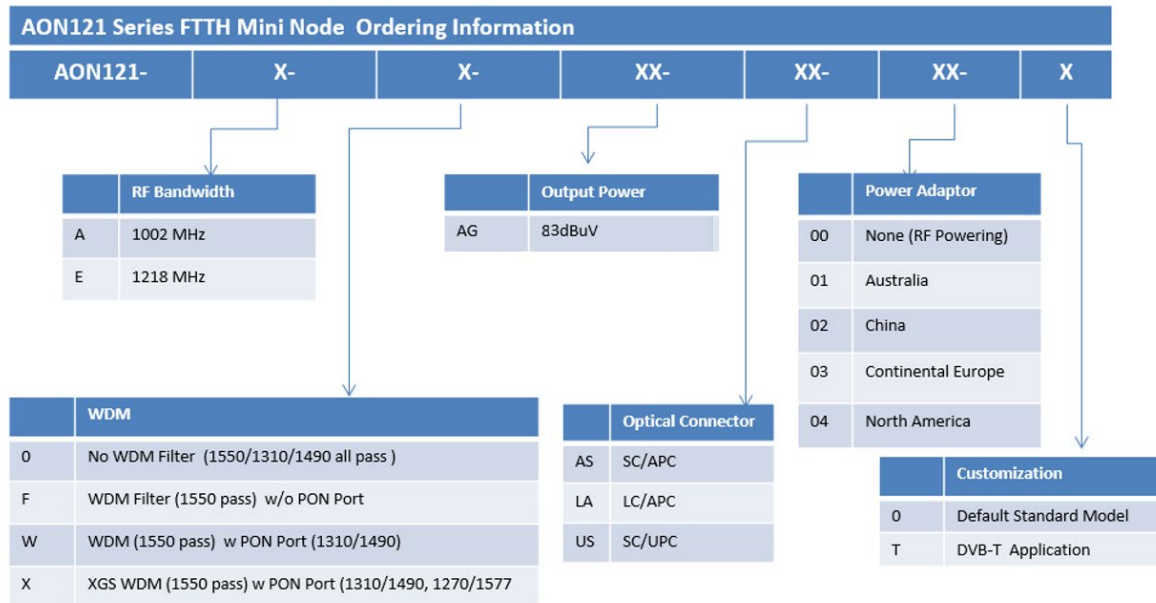 AON121 Series FTTH Mini Node Ordering Information
AON121- X- X- XX- XX- XX- X
RF Bandwidth
A 1002 MHz
E 1218 MHz
Output Power
AG 83dBuV
Power Adaptor
00 None (RF Powering)
01 Australia
02 China
03 Continental Europe
04 North America
WDM
0 No WDM Filter (1550/1310/1490 all pass )
F WDM Filter (1550 pass) w/o PON Port
W WDM (1550 pass) w PON Port (1310/1490)
X XGS WDM (1550 pass) w PON Port (1310/1490, 1270/1577
Optical Connector
AS SC/APC
LA LC/APC
US SC/UPC
Customization
0 Default Standard Model
T DVB-T Application